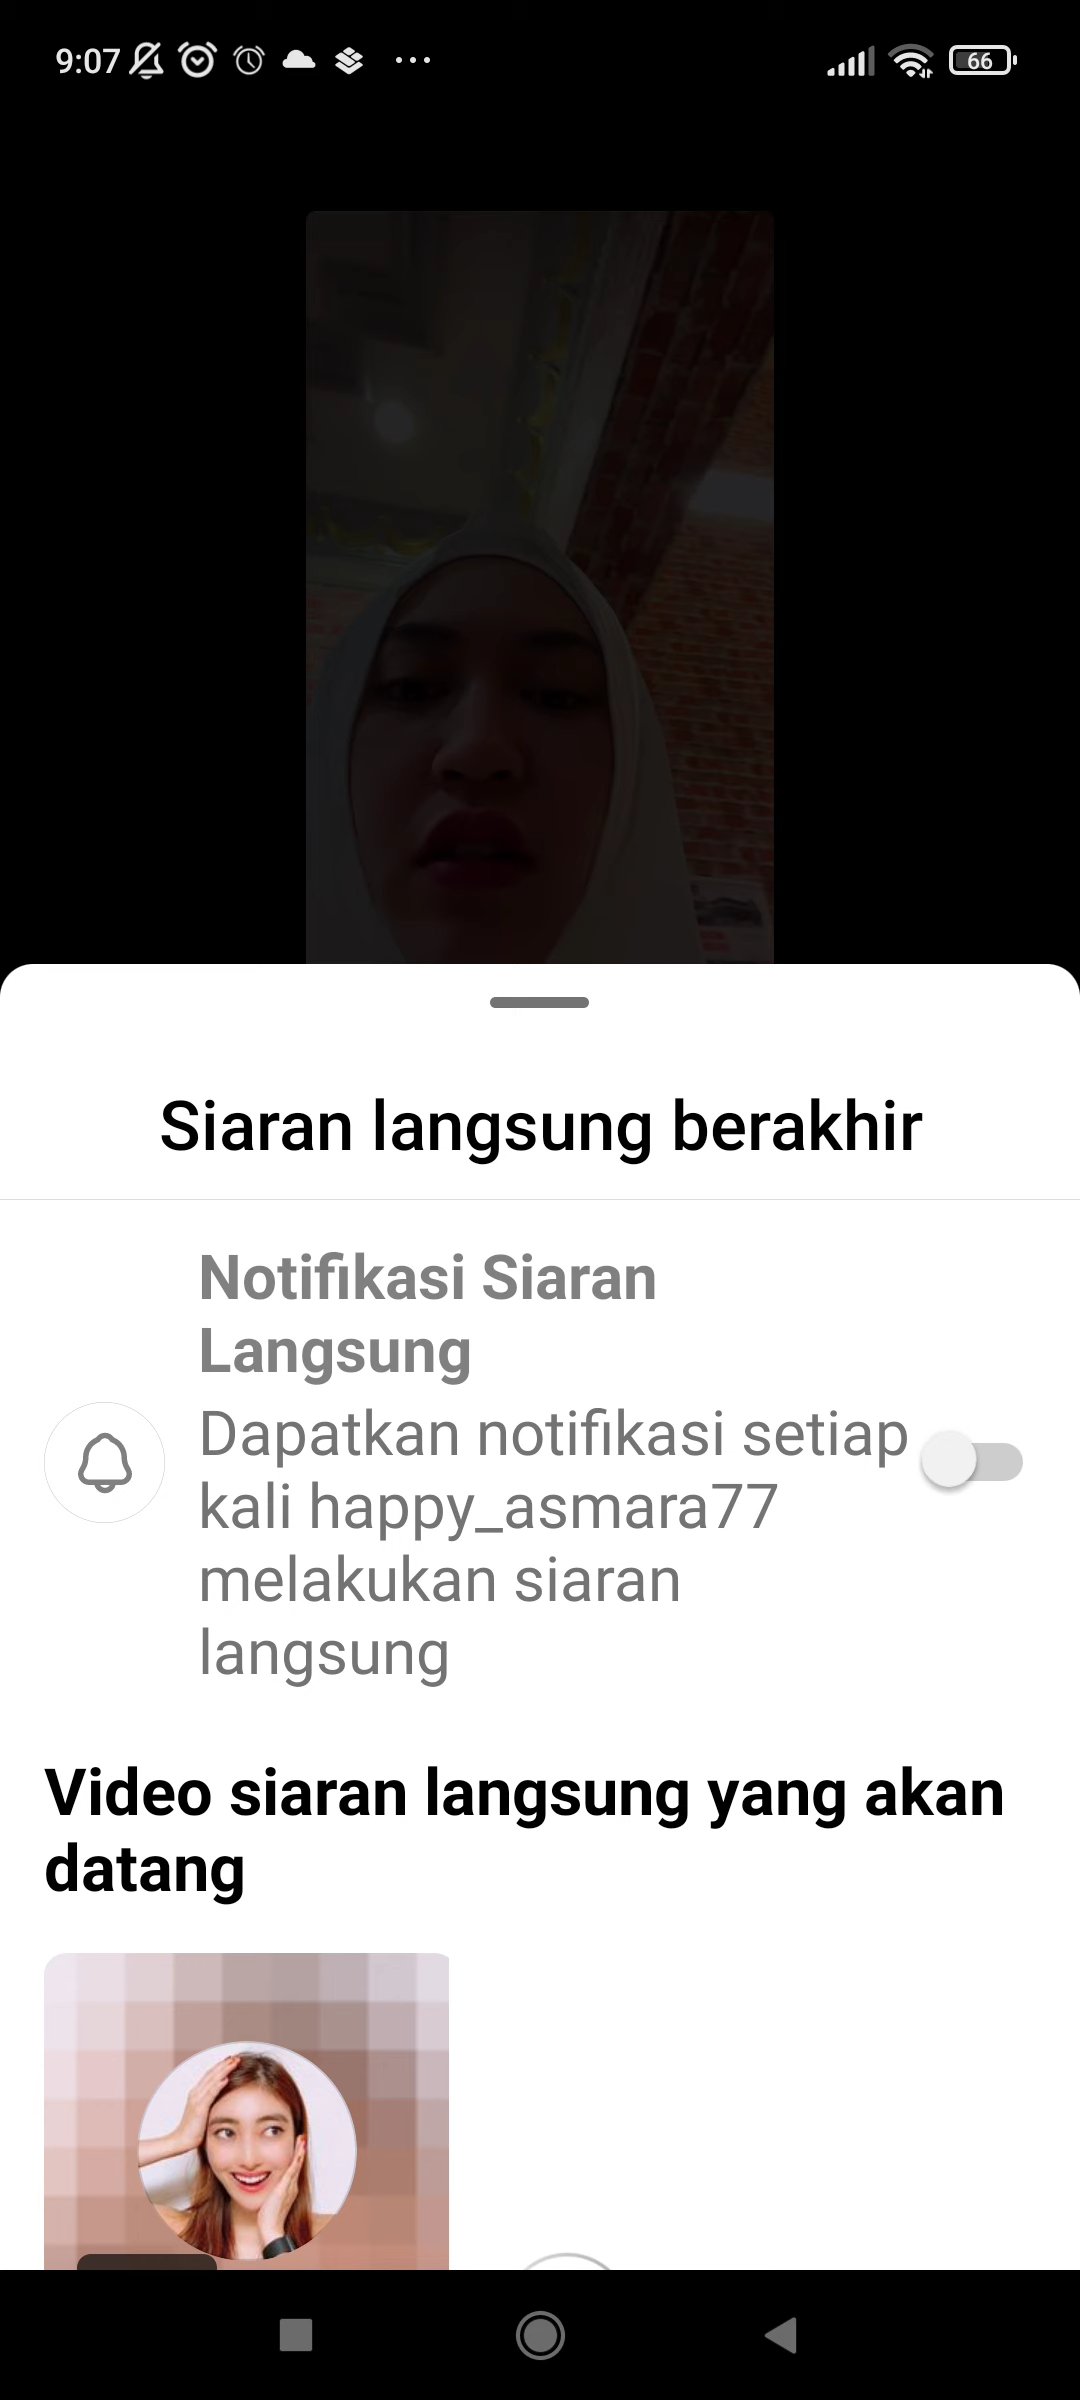 9:07
66
Siaran langsung berakhir
Notifikasi Siaran
Langsung
Dapatkan notifikasi setiap
kali happy_asmara77
melakukan siaran
langsung
Video siaran langsung yang akan
datang